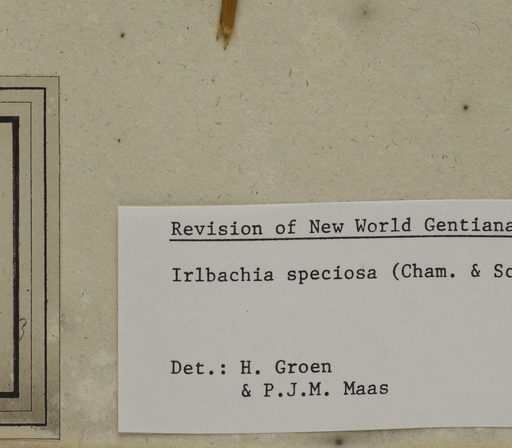 Revision of New World Gentiana
Irlbachia speciosa (Cham. & Sc
Det.: H. Groen
& P.J.M. Maas